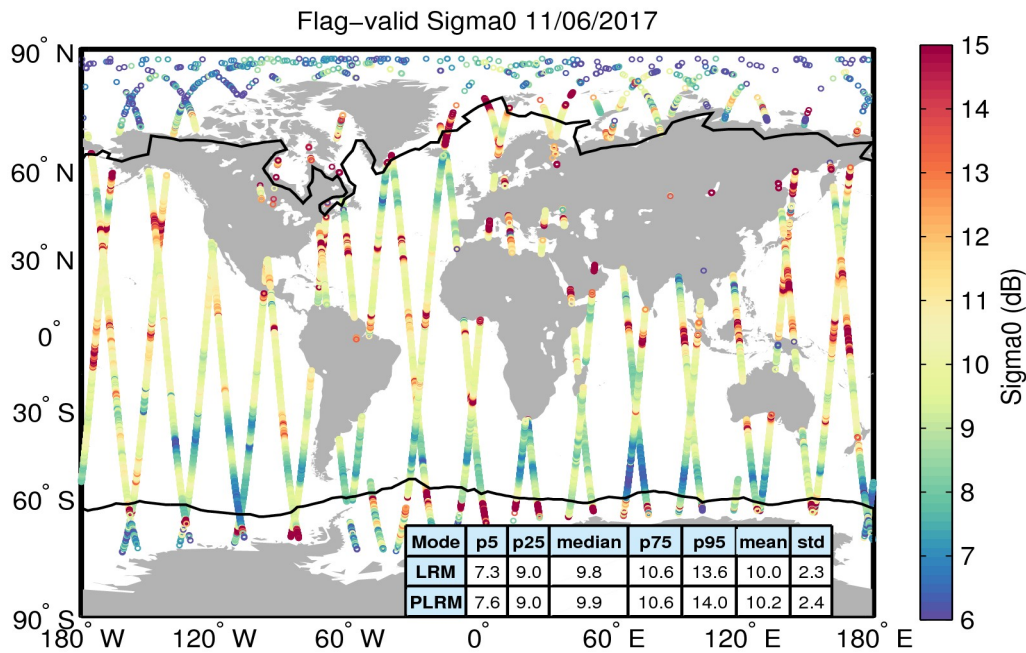 Flag−valid Sigma0 11/06/2017
90° N
60° N
30° N
0°
30° S
60° S
90° S
180° W
120° W
60° W
0°
60° E
120° E
180° E
Mode p5 p25 median p75 p95 mean std
LRM 7.3 9.0 9.8 10.6 13.6 10.0 2.3
PLRM 7.6 9.0 9.9 10.6 14.0 10.2 2.4
15
14
13
12
11
10
9
8
7
6
Sigma0 (dB)